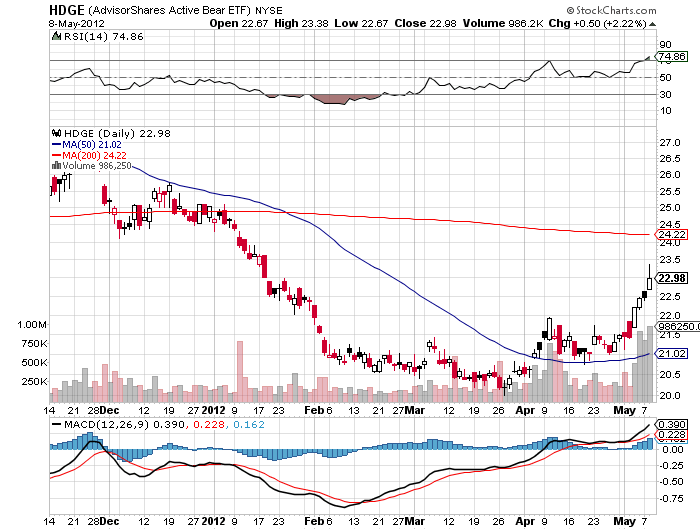 HDGE (AdvisorShares Active Bear ETF) NYSE
© StockCharts.com
8-May-2012
Open 22.67 High 23.38 Low 22.67 Close 22.98 Volume 986.2K Chg +0.50 (+2.22%)
RSI(14) 74.86
90
74.86
70
50
30
10
HDGE (Daily) 22.98
MA(50) 21.02
MA(200) 24.22
Volume 986,250
27.0
26.5
26.0
25.5
25.0
24.5
24.22
24.0
23.5
22.98
22.5
22.0
1.00M
986250.0
21.5
750K
21.02
500K
20.5
250K
20.0
14 21 28 Dec 12 19 27 2012 9 17 23 Feb 6 13 21 27 Mar 12 19 26 Apr 9 16 23 May 7
MACD(12,26,9) 0.390, 0.228, 0.162
0.390
0.228
0.162
0.00
-0.25
-0.50
-0.75
14 21 28 Dec 12 19 27 2012 9 17 23 Feb 6 13 21 27 Mar 12 19 26 Apr 9 16 23 May 7